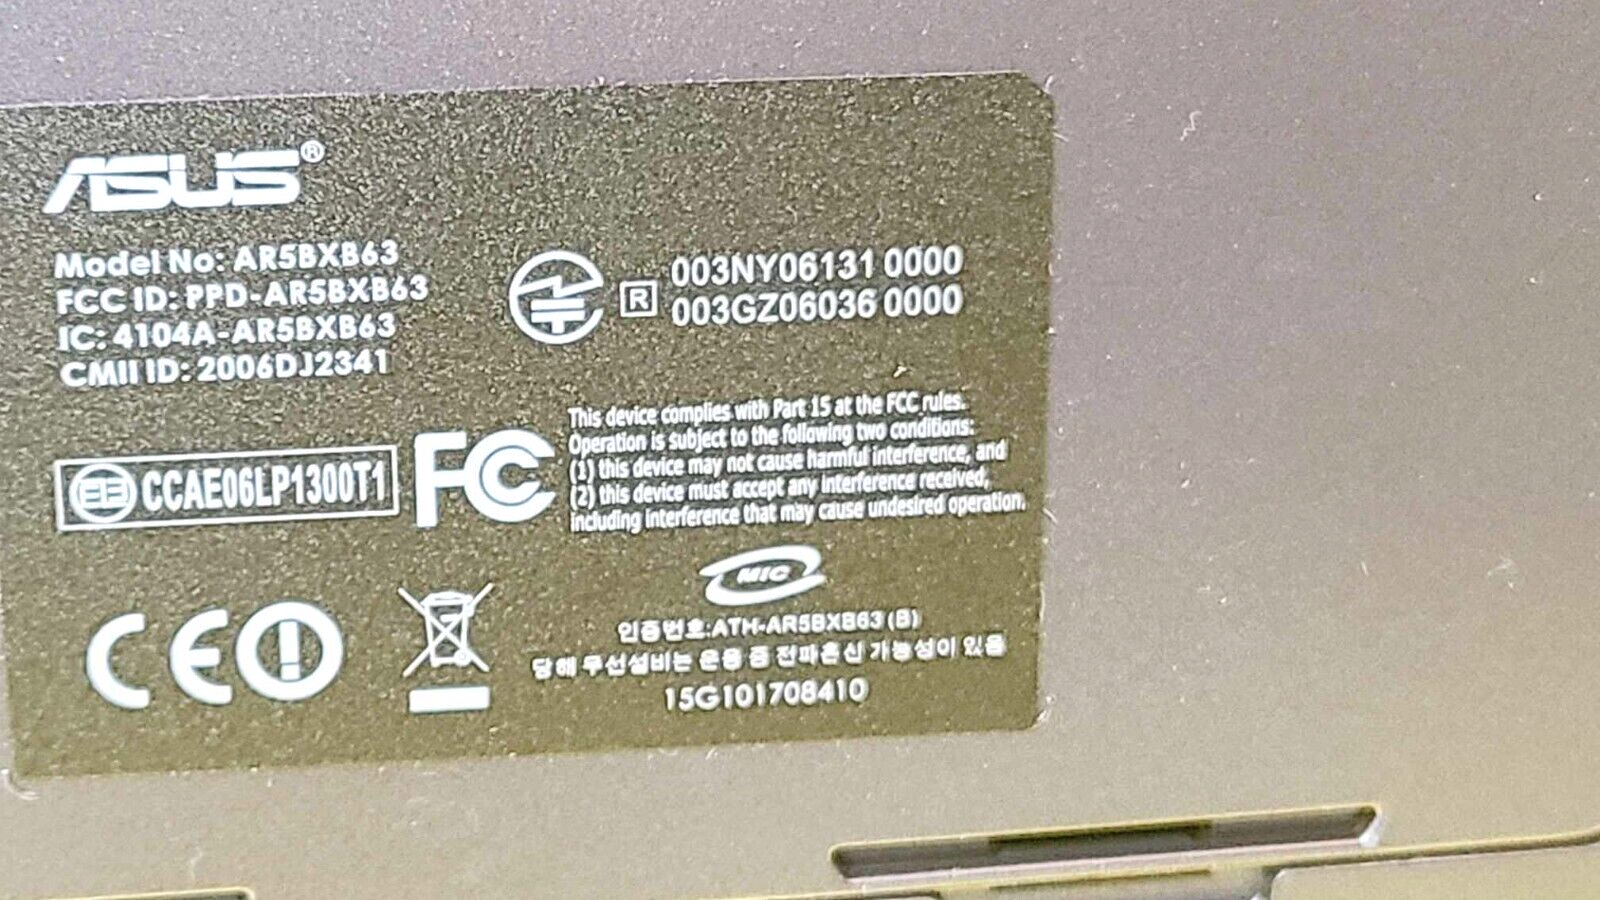 ASUS®
Model No: AR5BXB63
FCC ID: PPD-AR5BXB63
IC: 4104A-AR5BXB63
CMII ID: 2006DJ2341
R
003NY06131 0000
003GZ06036 0000
CCAE06LP1300T1
FC
This device complies with Part 15 at the FCC rules.
Operation is subject to the following two conditions:
(1) this device may not cause harmful interference, and
(2) this device must accept any interference received,
including interference that may cause undesired operation.
CE
MIC
인증번호:ATH-AR5BXB63 (B)
당해 무선설비는 운용 중 전파혼신 가능성이 있음
15G101708410